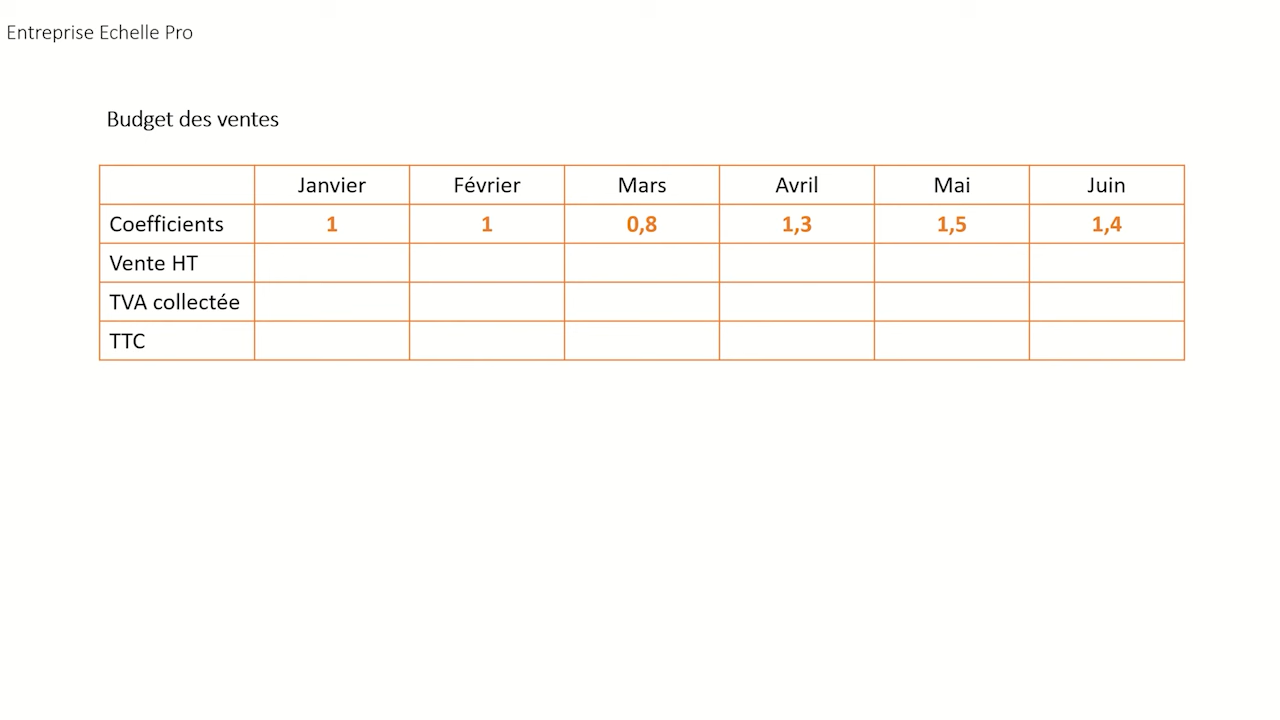 Entreprise Echelle Pro
Budget des ventes
Janvier Février Mars Avril Mai Juin
Coefficients 1 1 0,8 1,3 1,5 1,4
Vente HT
TVA collectée
TTC